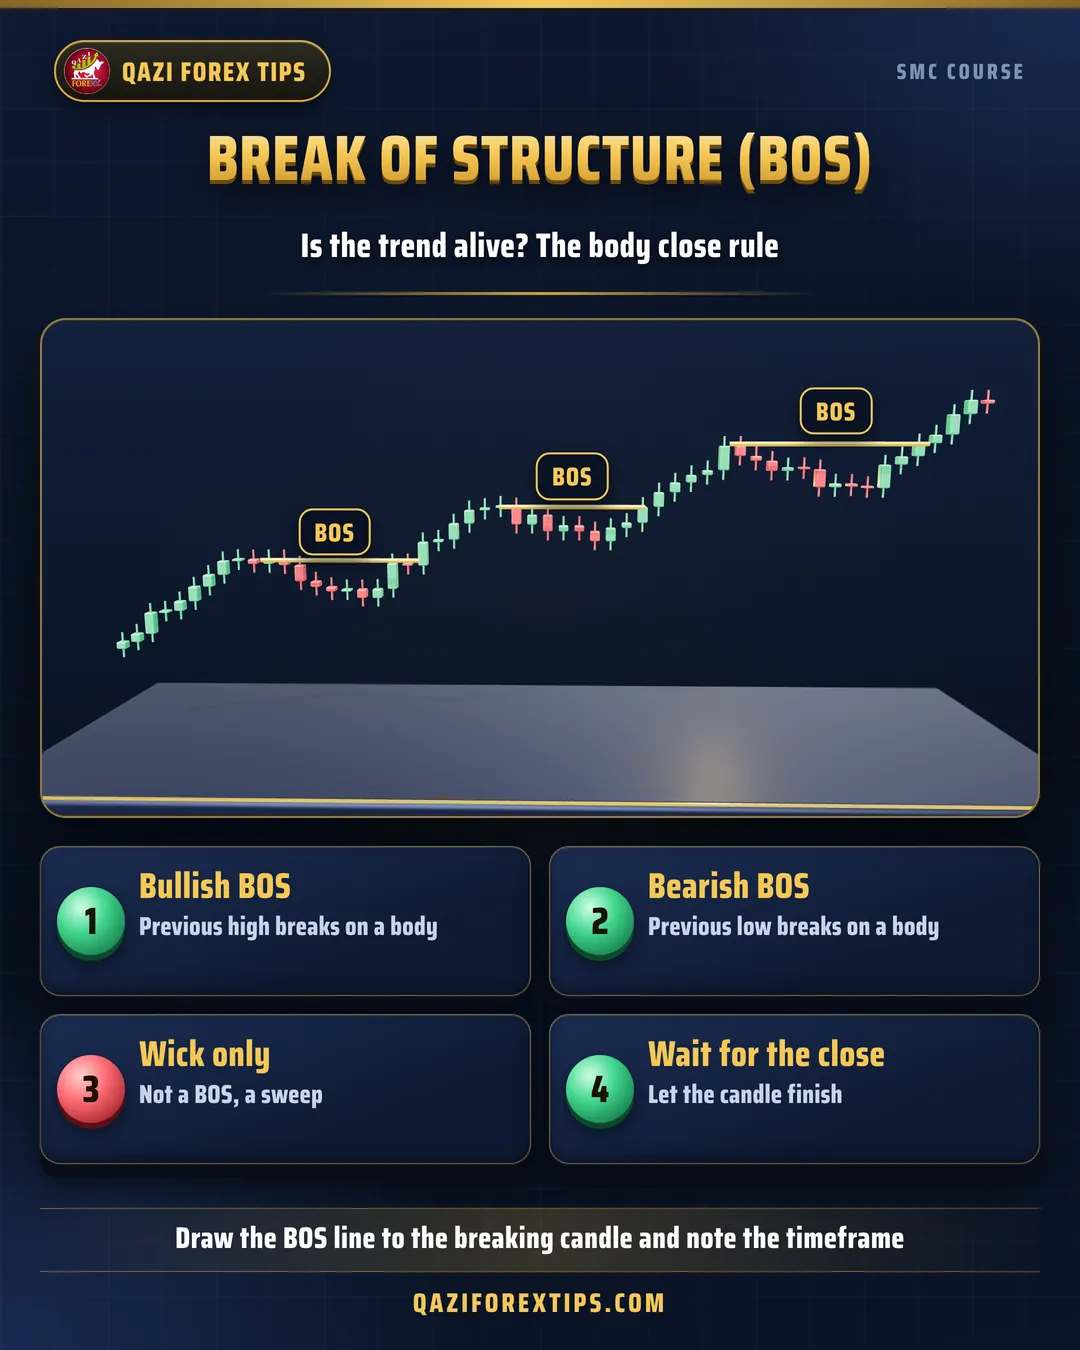 QAZI FOREX TIPS
SMC COURSE
BREAK OF STRUCTURE (BOS)
Is the trend alive? The body close rule
BOS
BOS
BOS
1
Bullish BOS
Previous high breaks on a body
2
Bearish BOS
Previous low breaks on a body
3
Wick only
Not a BOS, a sweep
4
Wait for the close
Let the candle finish
Draw the BOS line to the breaking candle and note the timeframe
QAZIFOREXTIPS.COM